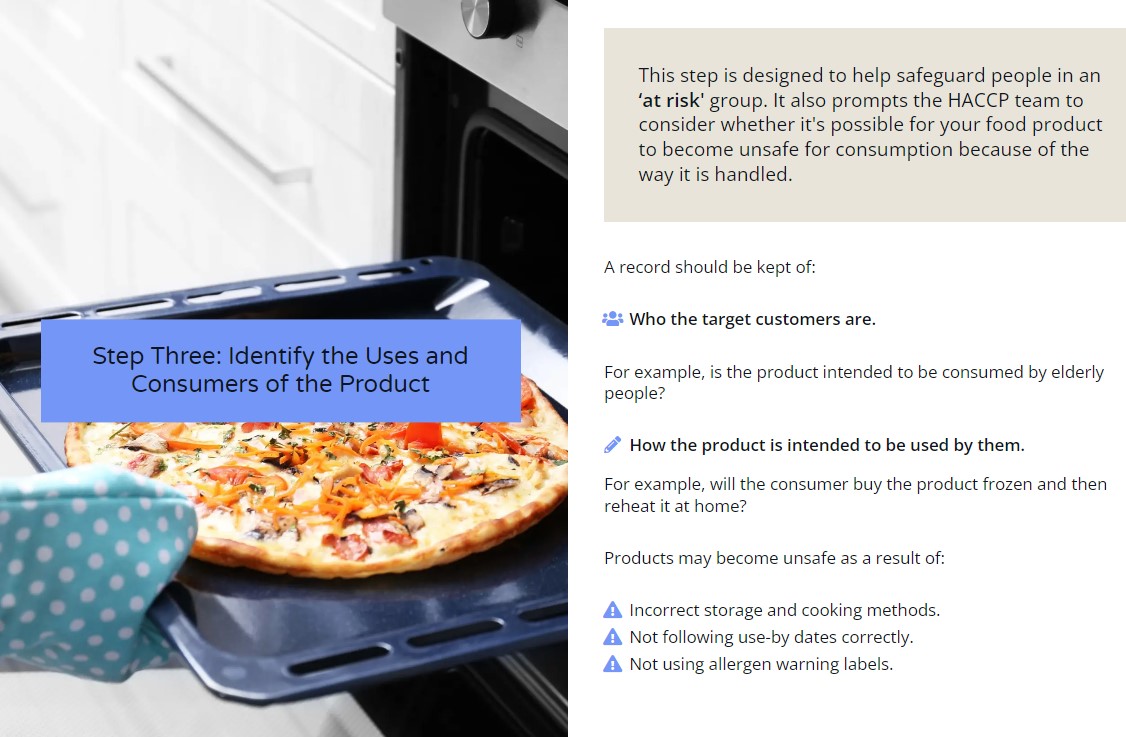 Step Three: Identify the Uses and
Consumers of the Product
This step is designed to help safeguard people in an
‘at risk' group. It also prompts the HACCP team to
consider whether it's possible for your food product
to become unsafe for consumption because of the
way it is handled.
A record should be kept of:
Who the target customers are.
For example, is the product intended to be consumed by elderly
people?
How the product is intended to be used by them.
For example, will the consumer buy the product frozen and then
reheat it at home?
Products may become unsafe as a result of:
Incorrect storage and cooking methods.
Not following use-by dates correctly.
Not using allergen warning labels.